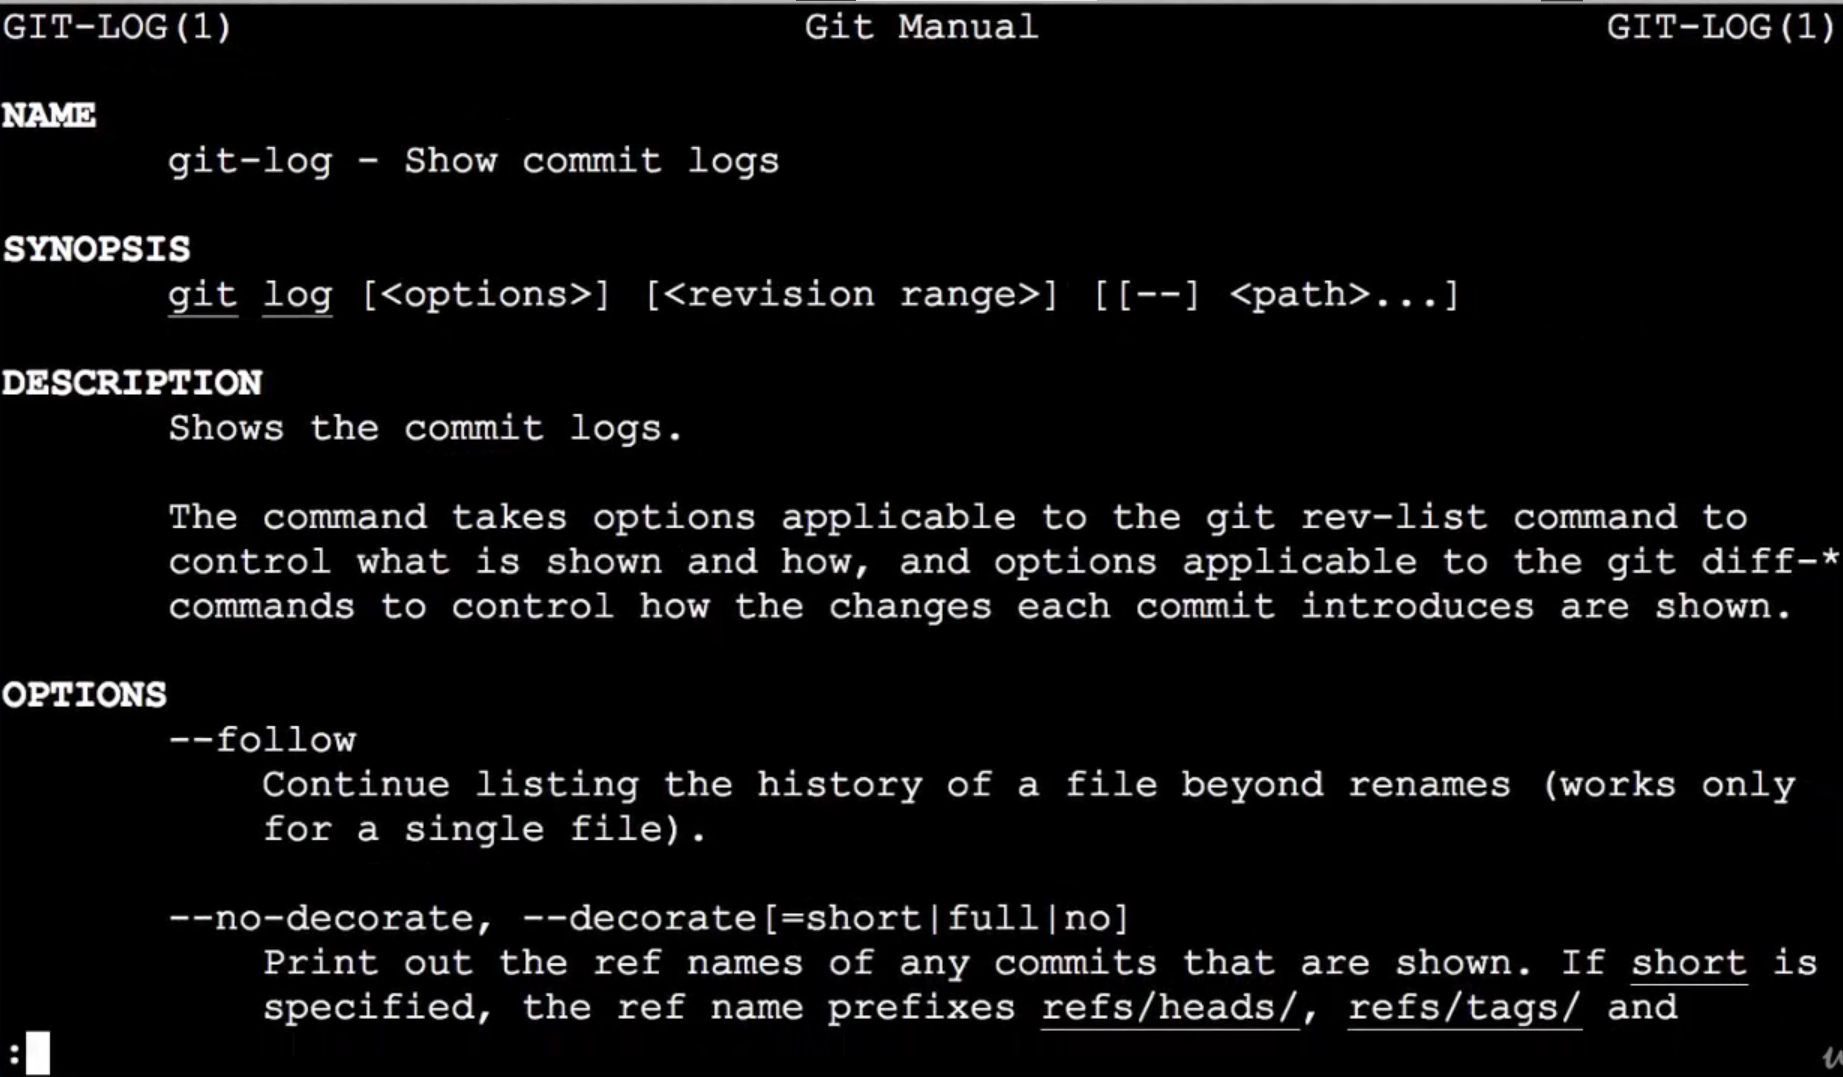 GIT-LOG(1) Git Manual GIT-LOG(1)
NAME
git-log - Show commit logs
SYNOPSIS
git log [<options>] [<revision range>] [[--] <path>...]
DESCRIPTION
Shows the commit logs.
The command takes options applicable to the git rev-list command to
control what is shown and how, and options applicable to the git diff-*
commands to control how the changes each commit introduces are shown.
OPTIONS
--follow
Continue listing the history of a file beyond renames (works only
for a single file).
--no-decorate, --decorate[=short|full|no]
Print out the ref names of any commits that are shown. If short is
specified, the ref name prefixes refs/heads/, refs/tags/ and
: